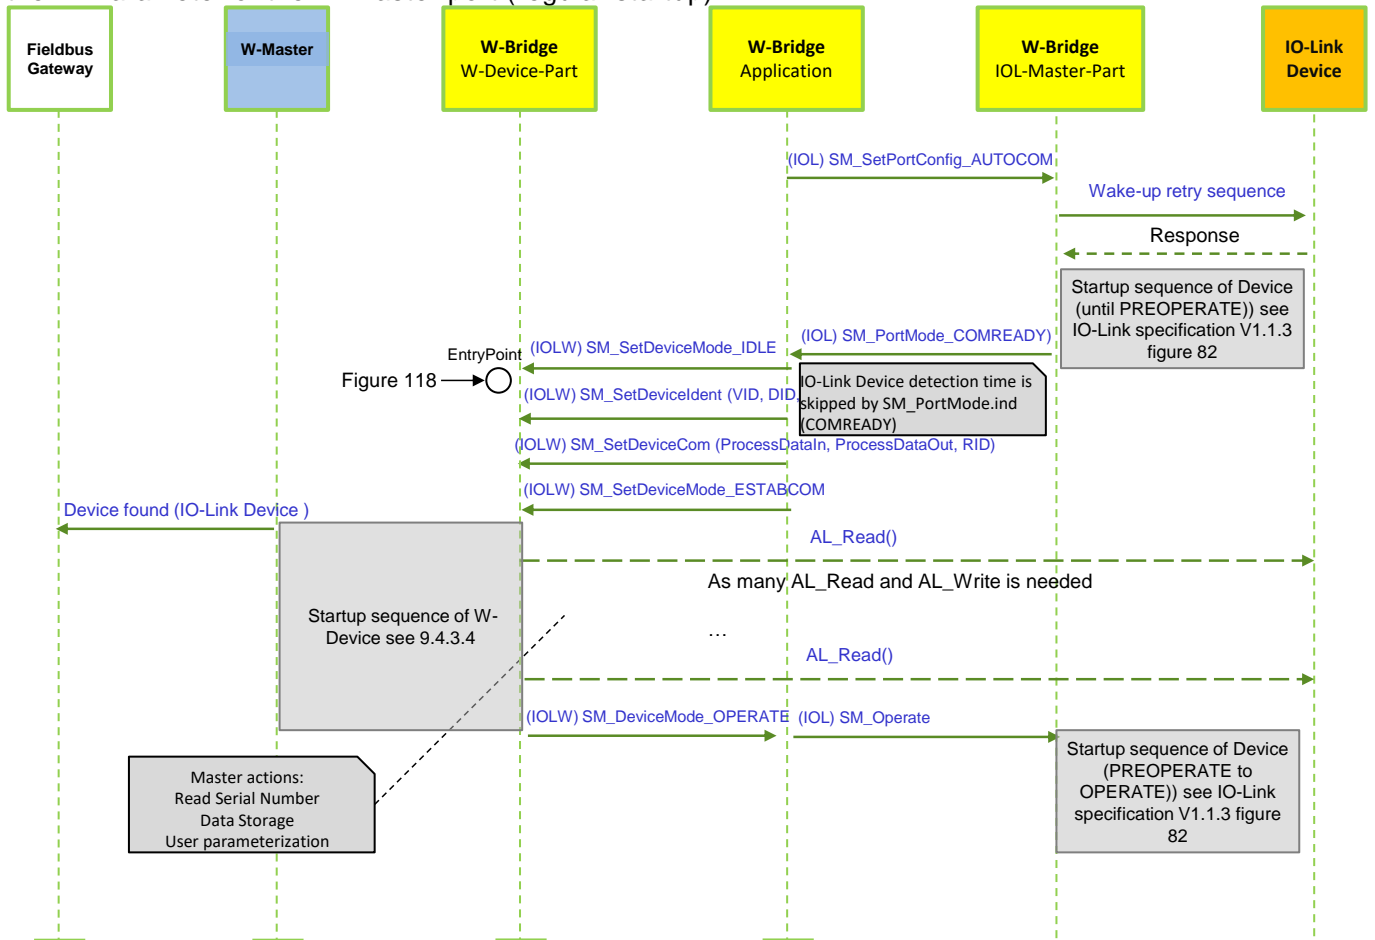 Fieldbus
Gateway
W-Master
W-Bridge
W-Device-Part
W-Bridge
Application
W-Bridge
IOL-Master-Part
IO-Link
Device
(IOL) SM_SetPortConfig_AUTOCOM
Wake-up retry sequence
Response
Startup sequence of Device
(until PREOPERATE)) see
IO-Link specification V1.1.3
figure 82
(IOL) SM_PortMode_COMREADY)
(IOLW) SM_SetDeviceMode_IDLE
EntryPoint
Figure 118
IO-Link Device detection time is
skipped by SM_PortMode.ind
(COMREADY)
(IOLW) SM_SetDeviceIdent (VID, DID,
(IOLW) SM_SetDeviceCom (ProcessDataIn, ProcessDataOut, RID)
(IOLW) SM_SetDeviceMode_ESTABCOM
Device found (IO-Link Device )
AL_Read()
As many AL_Read and AL_Write is needed
Startup sequence of W-
Device see 9.4.3.4
…
AL_Read()
(IOLW) SM_DeviceMode_OPERATE
(IOL) SM_Operate
Startup sequence of Device
(PREOPERATE to
OPERATE)) see IO-Link
specification V1.1.3 figure
82
Master actions:
Read Serial Number
Data Storage
User parameterization